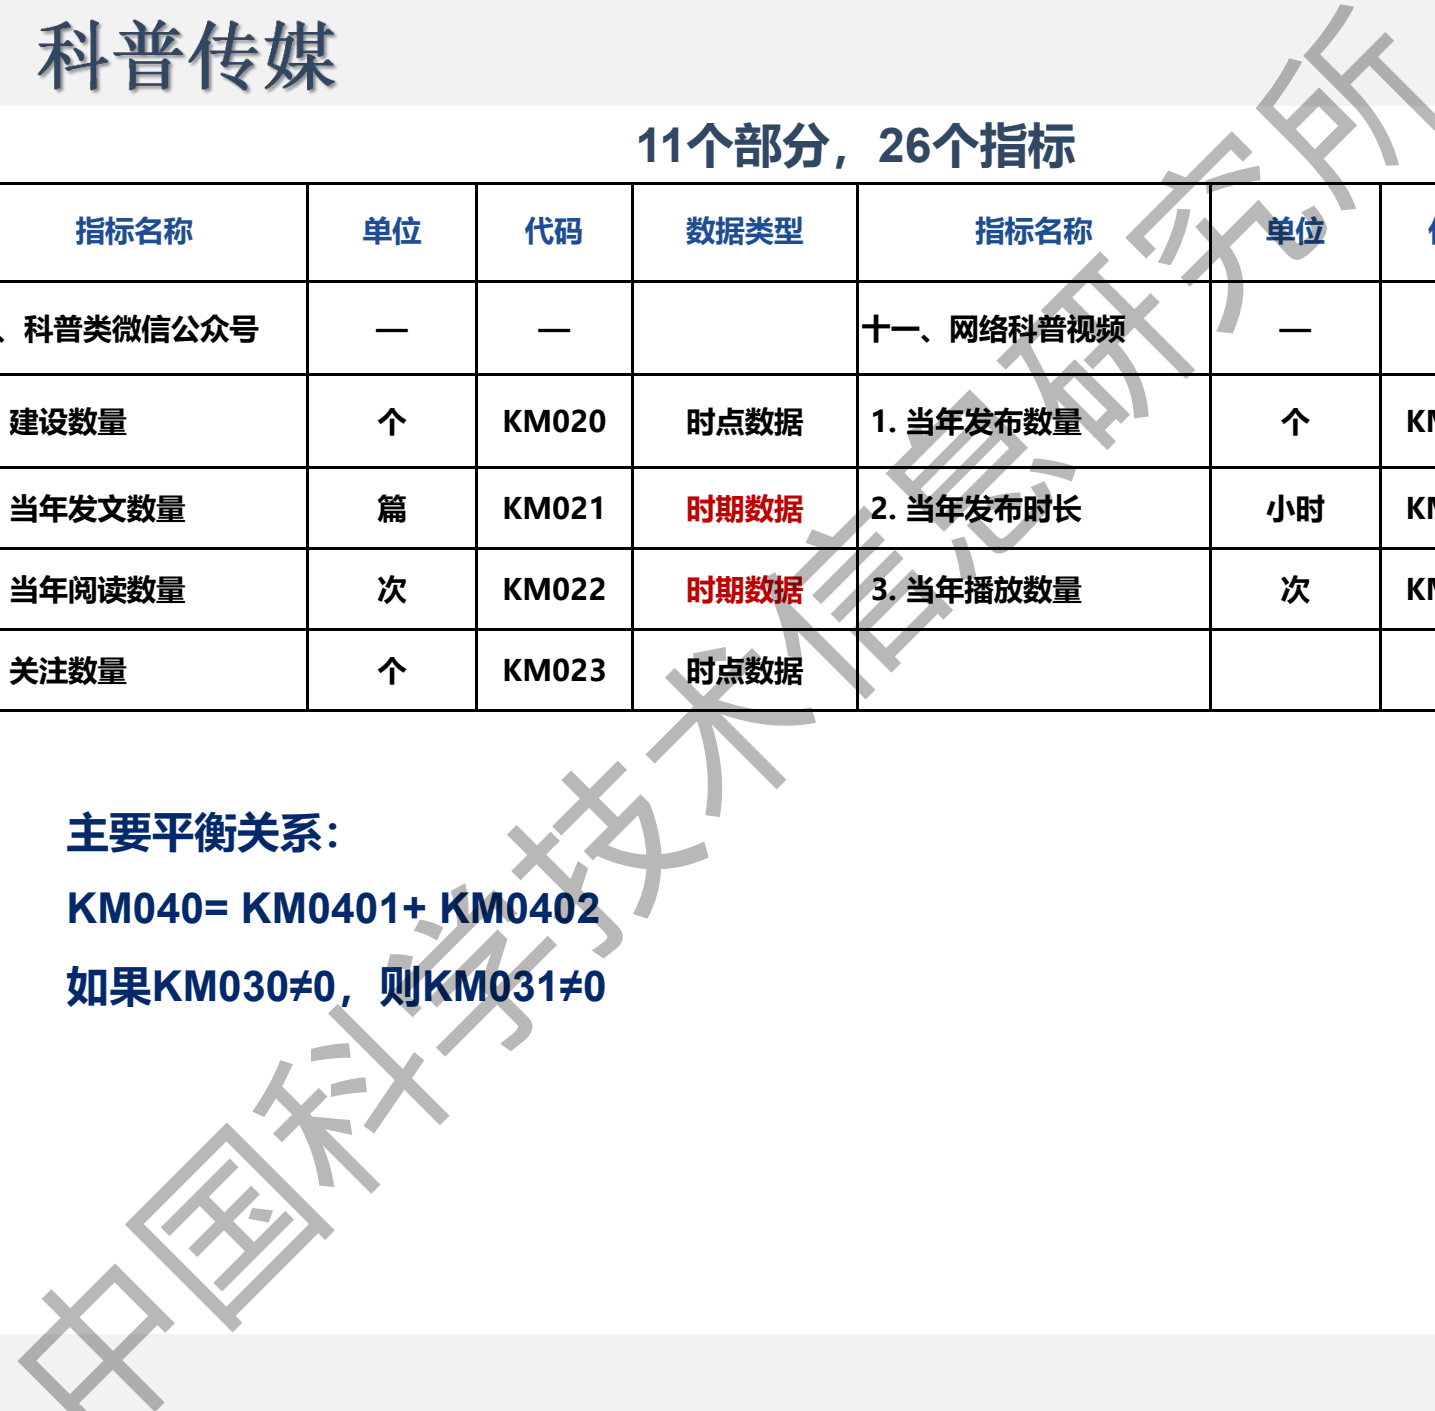 科普传媒
11个部分，26个指标
指标名称 单位 代码 数据类型 指标名称 单位
、科普类微信公众号 — — 十一、网络科普视频 —
建设数量 个 KM020 时点数据 1. 当年发布数量 个
当年发文数量 篇 KM021 时期数据 2. 当年发布时长 小时
当年阅读数量 次 KM022 时期数据 3. 当年播放数量 次
关注数量 个 KM023 时点数据
主要平衡关系：
KM040= KM0401+ KM0402
如果KM030≠0，则KM031≠0
中国科学技术信息研究所